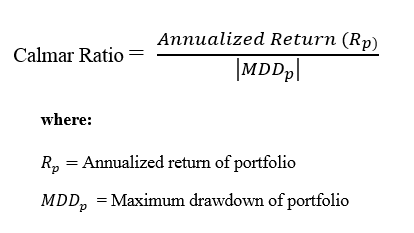 Calmar Ratio = Annualized Return (Rp) / |MDDp|
where:
Rp = Annualized return of portfolio
MDDp = Maximum drawdown of portfolio